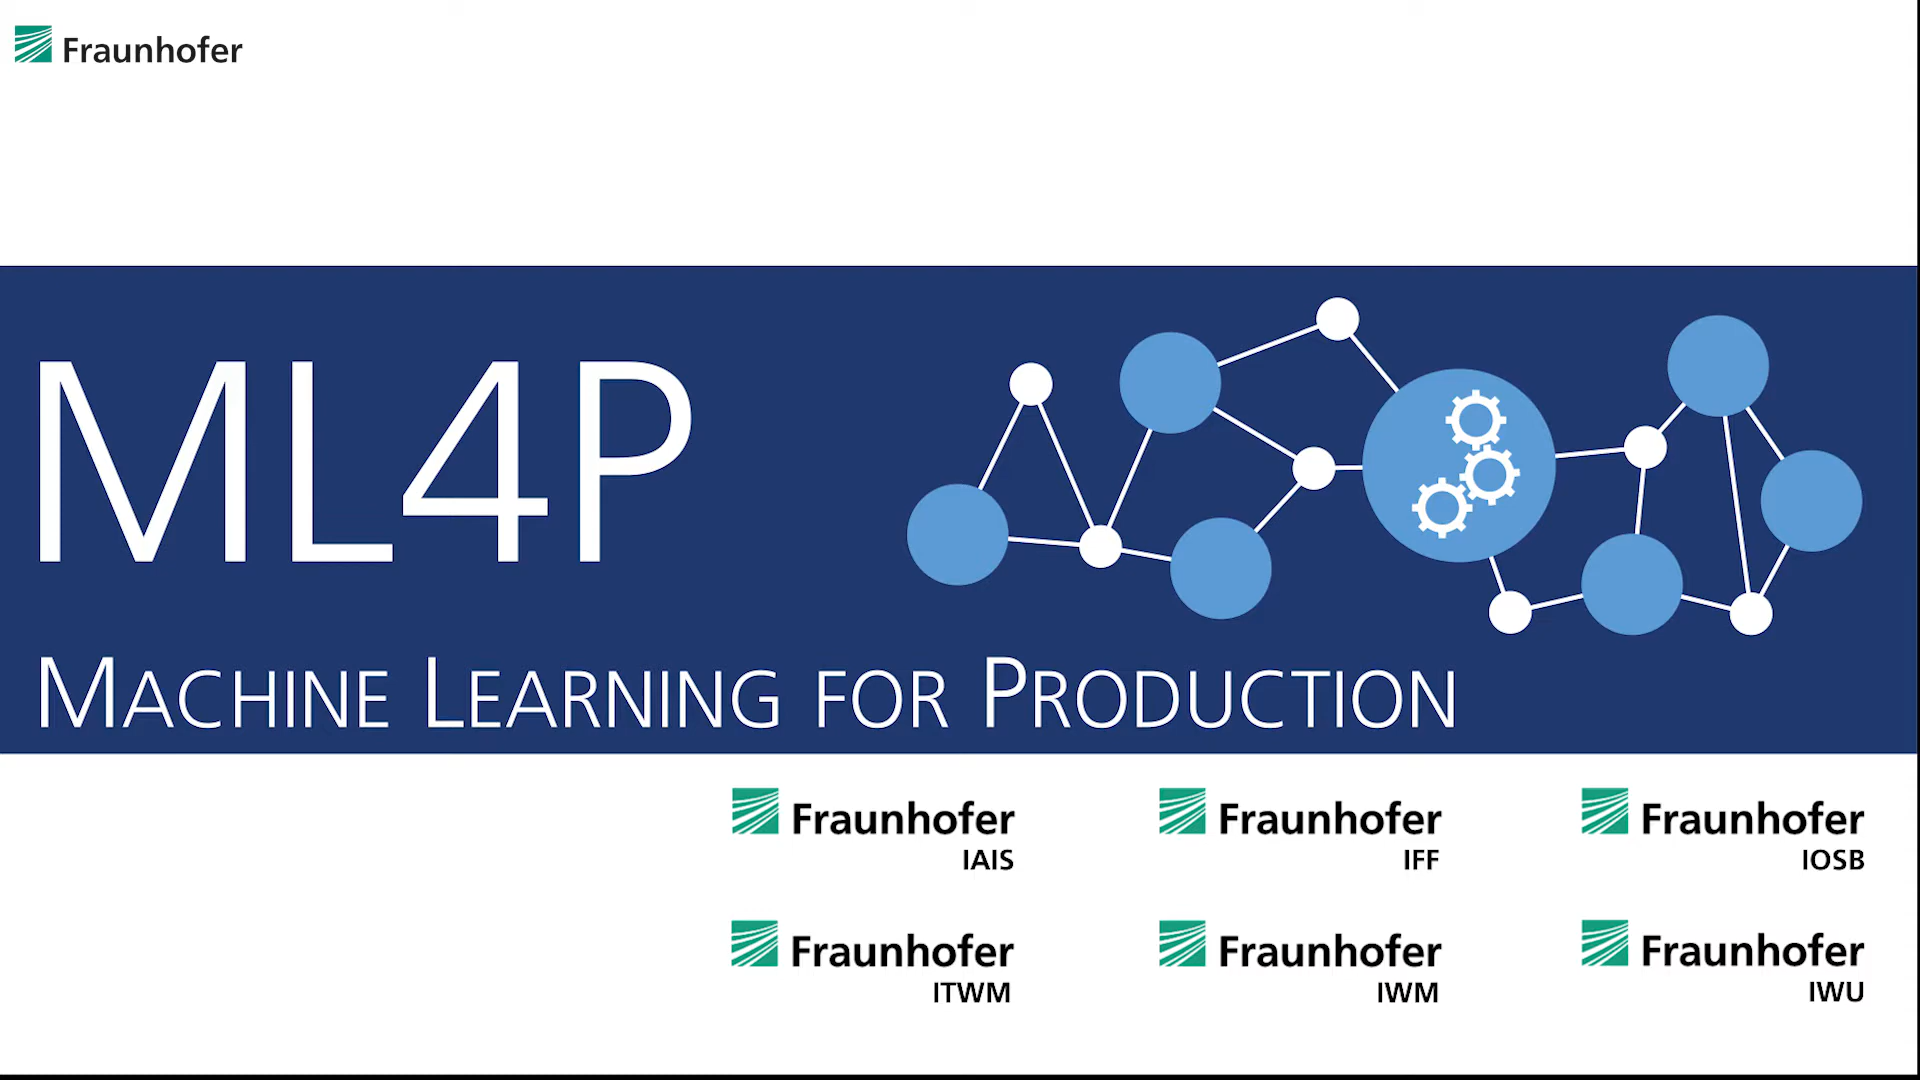 Fraunhofer
ML4P
MACHINE LEARNING FOR PRODUCTION
Fraunhofer
IAIS
Fraunhofer
IFF
Fraunhofer
IOSB
Fraunhofer
ITWM
Fraunhofer
IWM
Fraunhofer
IWU